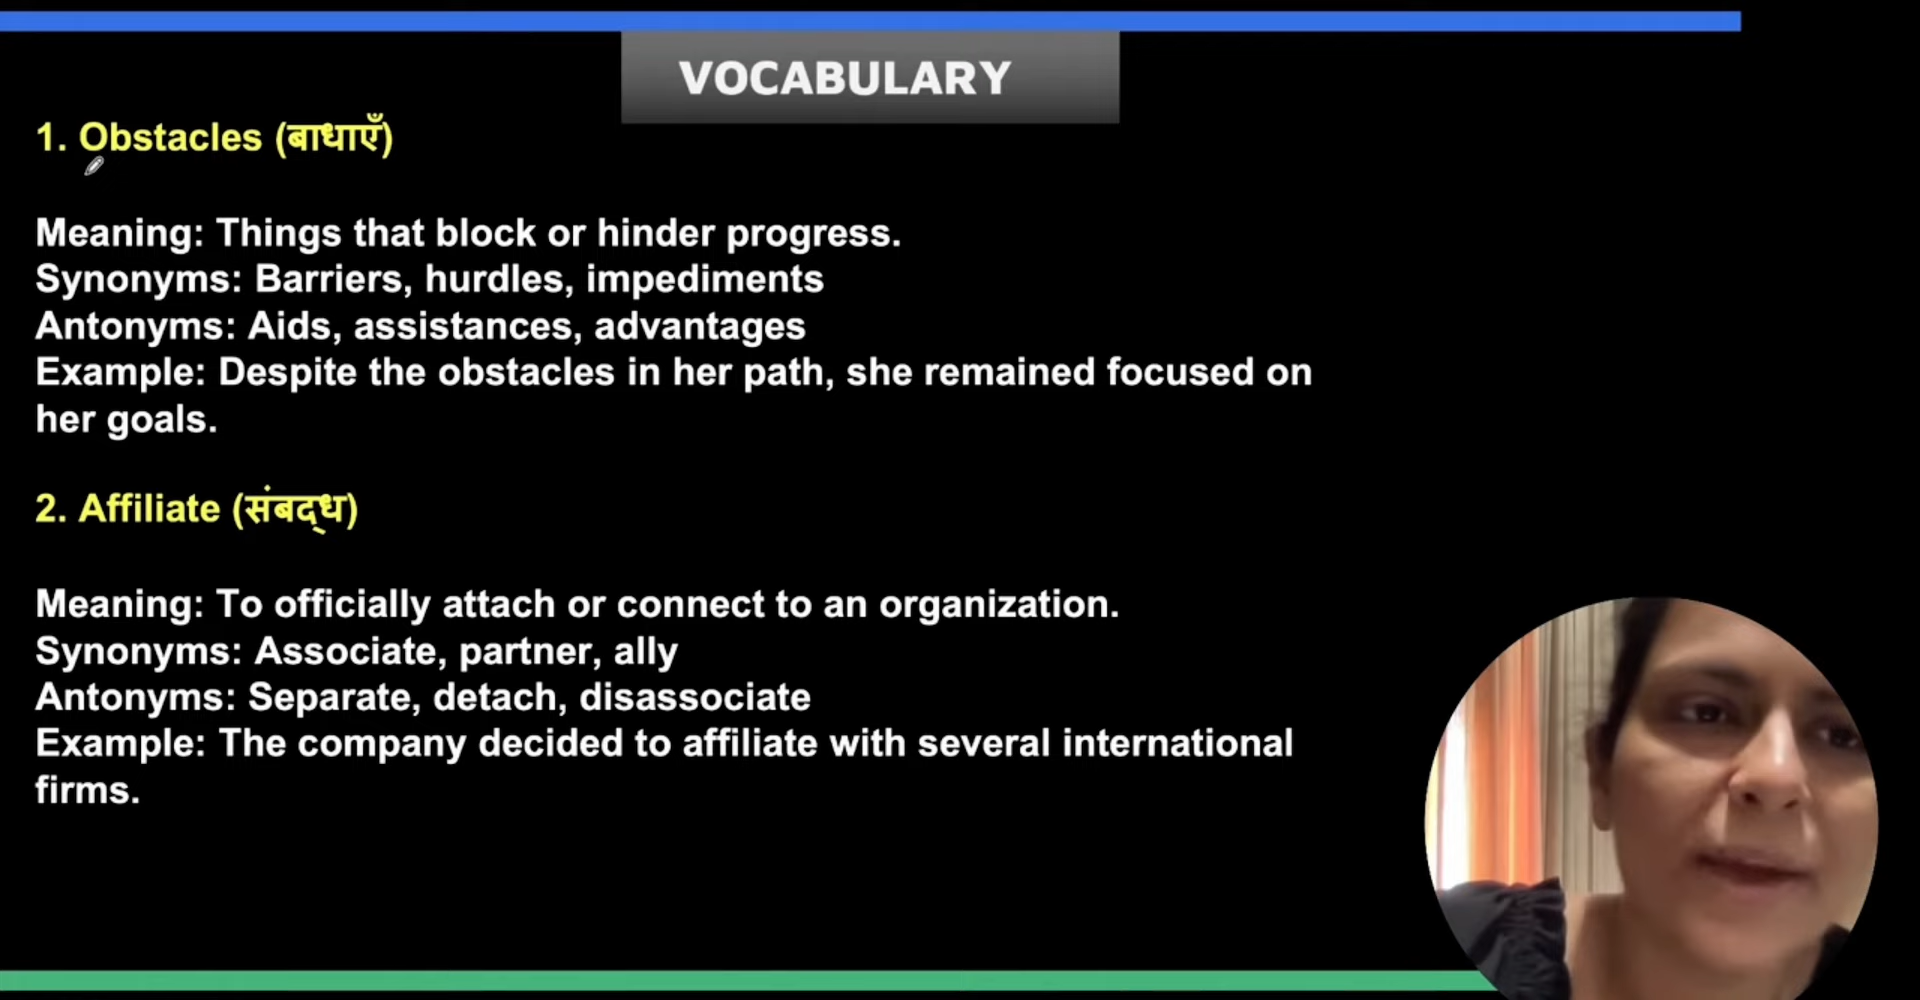 VOCABULARY
1. Obstacles (बाधाएँ)
Meaning: Things that block or hinder progress.
Synonyms: Barriers, hurdles, impediments
Antonyms: Aids, assistances, advantages
Example: Despite the obstacles in her path, she remained focused on
her goals.
2. Affiliate (संबद्ध)
Meaning: To officially attach or connect to an organization.
Synonyms: Associate, partner, ally
Antonyms: Separate, detach, disassociate
Example: The company decided to affiliate with several international
firms.